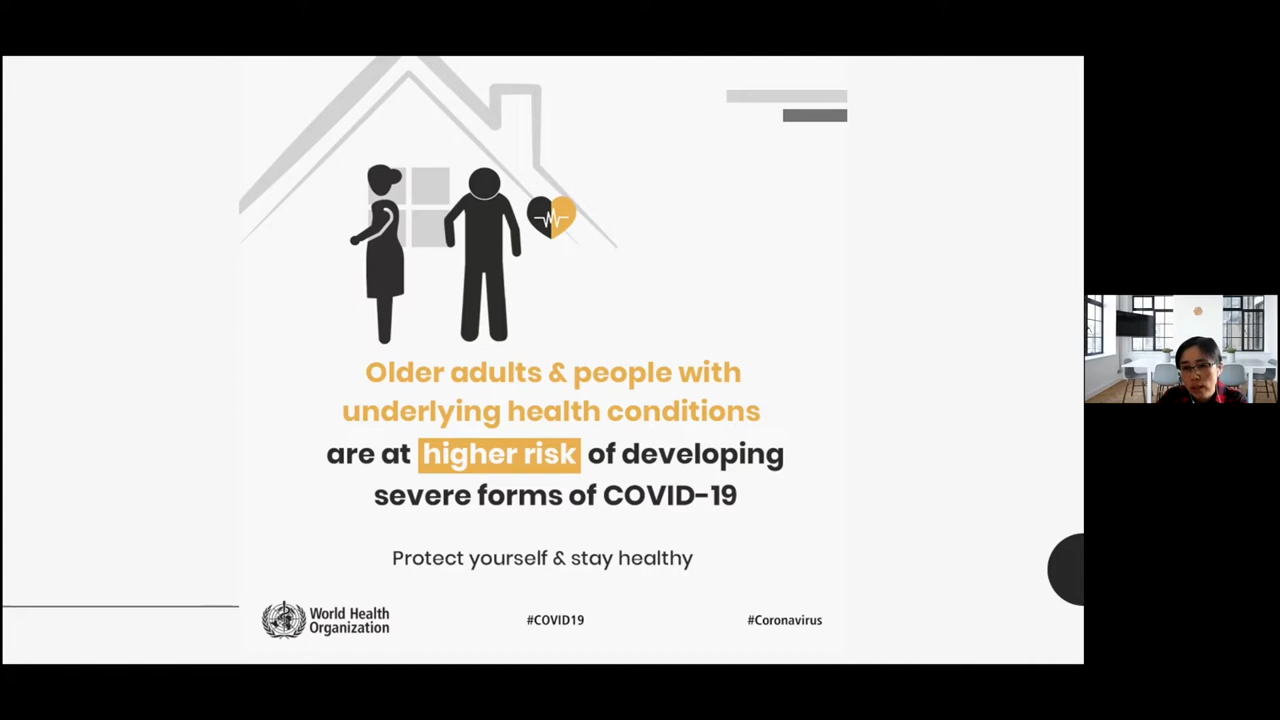 Older adults & people with
underlying health conditions
are at higher risk of developing
severe forms of COVID-19
Protect yourself & stay healthy
World Health
Organization
#COVID19
#Coronavirus